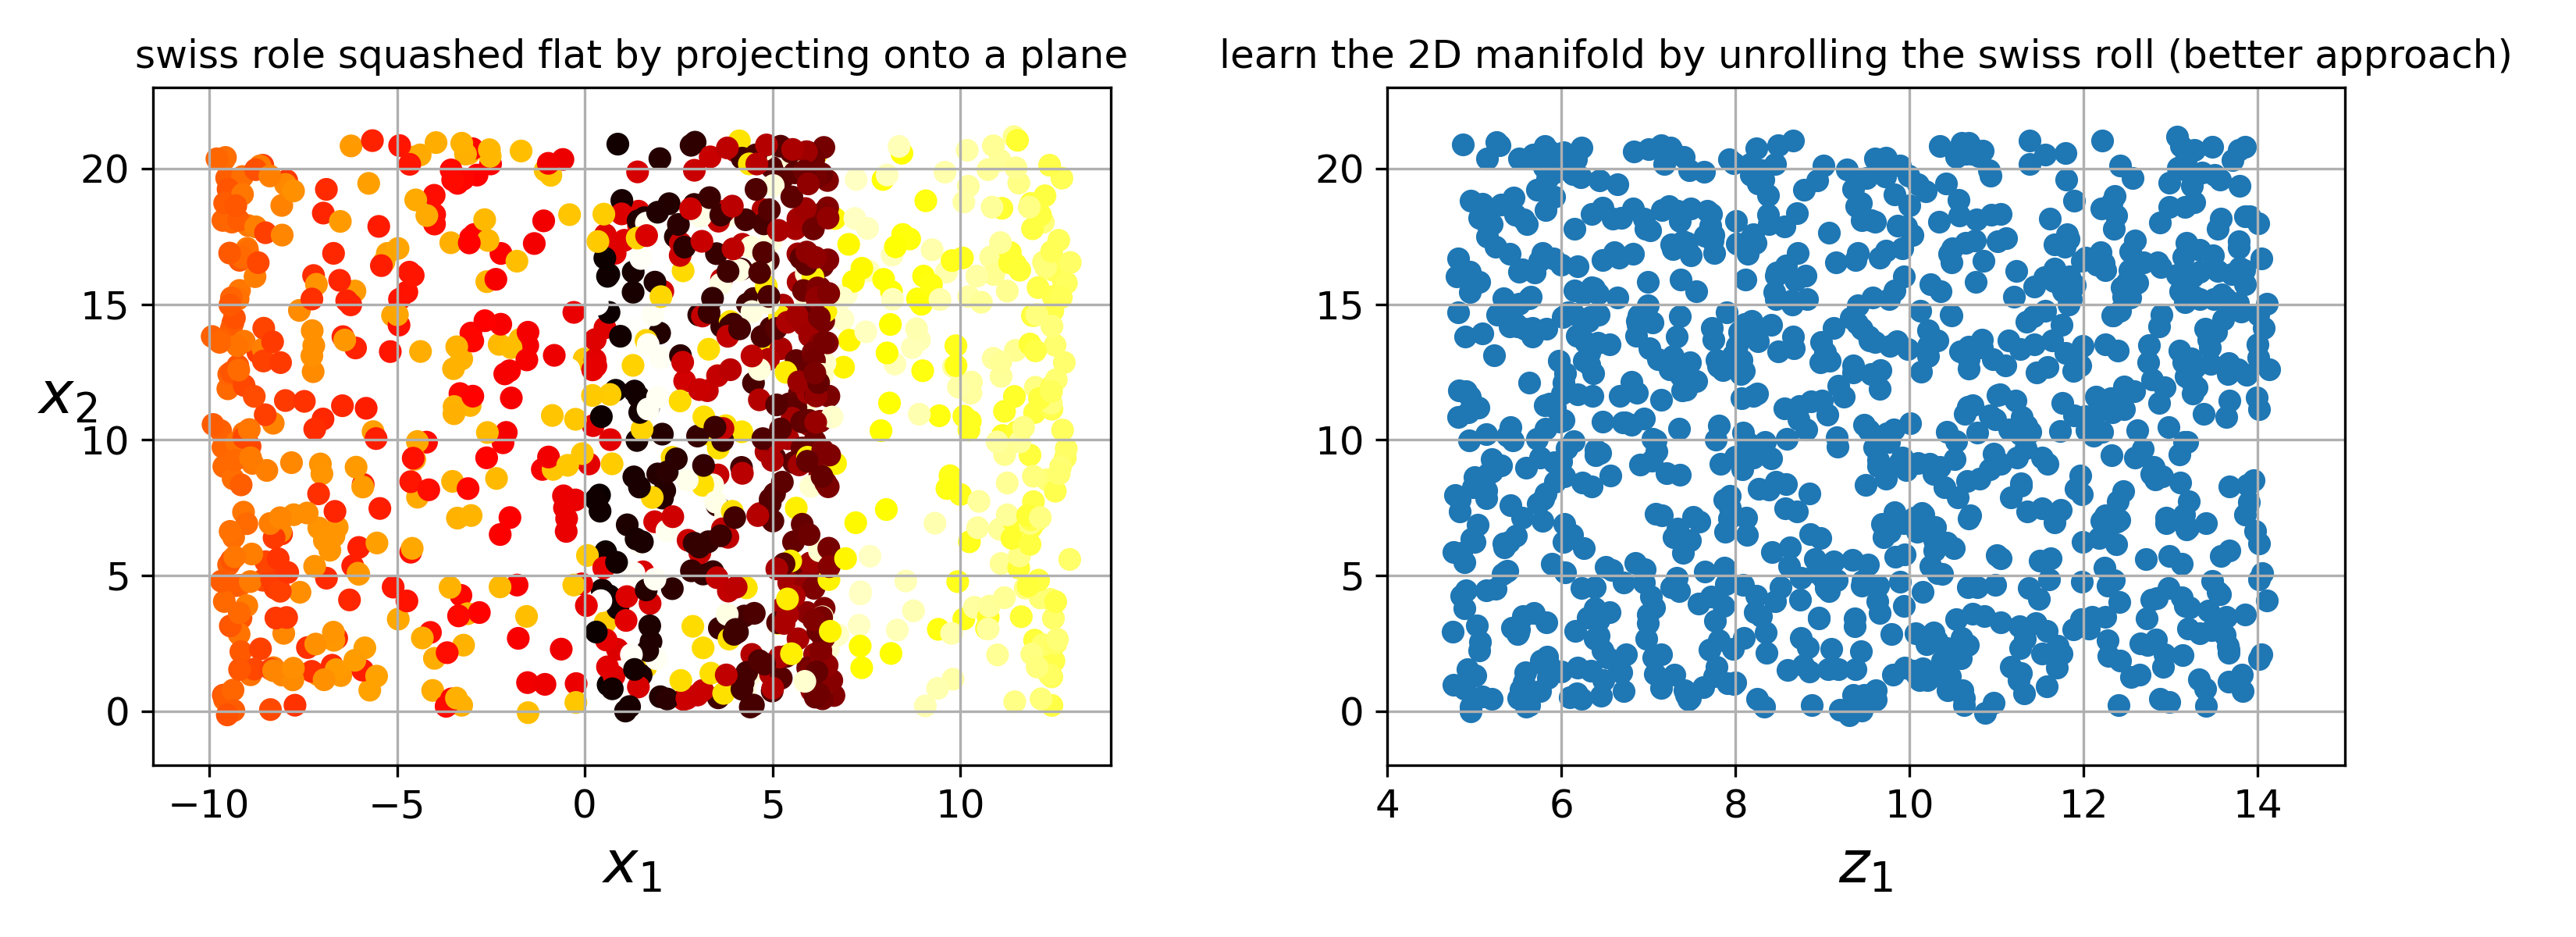 swiss role squashed flat by projecting onto a plane
x2
20
15
10
5
0
−10 −5 0 5 10
x1
learn the 2D manifold by unrolling the swiss roll (better approach)
20
15
10
5
0
4 6 8 10 12 14
z1